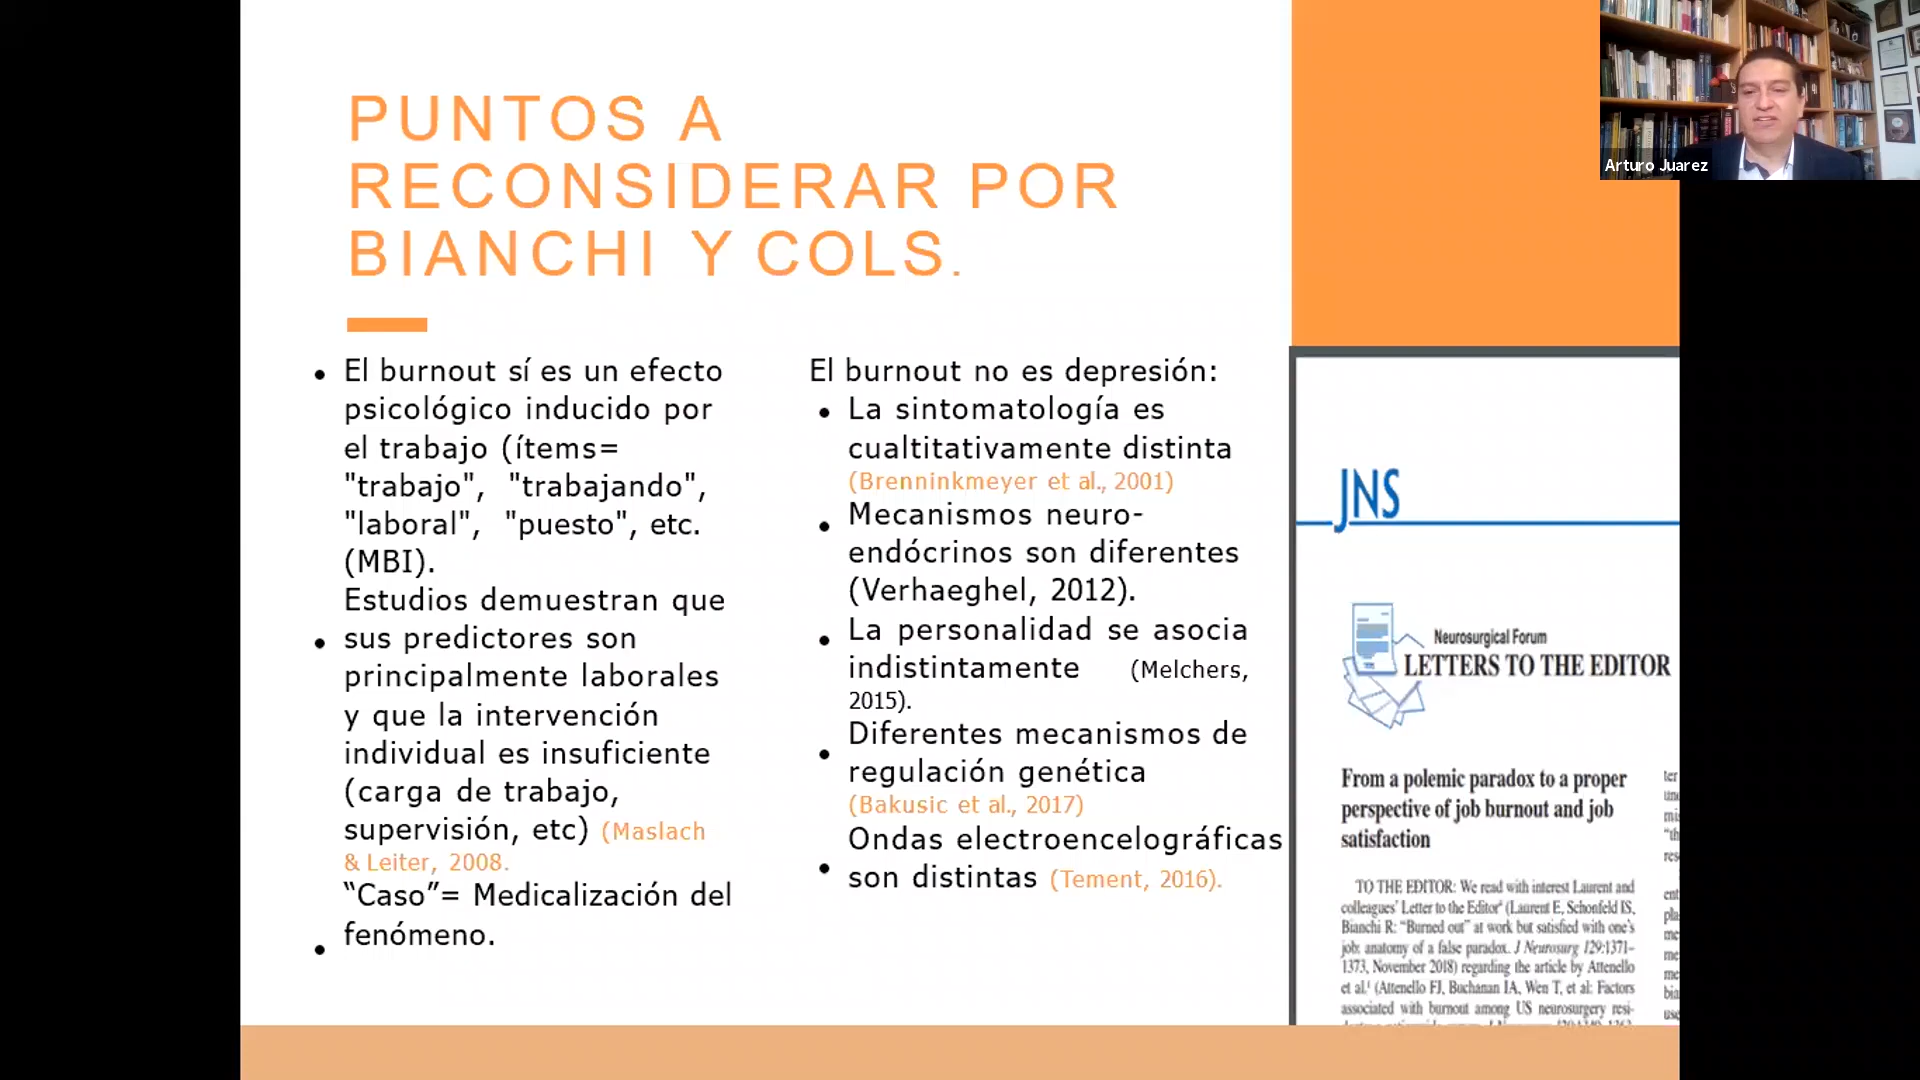 PUNTOS A
RECONSIDERAR POR
BIANCHI Y COLS.
• El burnout sí es un efecto
psicológico inducido por
el trabajo (ítems=
"trabajo", "trabajando",
"laboral", "puesto", etc.
(MBI).
Estudios demuestran que
• sus predictores son
principalmente laborales
y que la intervención
individual es insuficiente
(carga de trabajo,
supervisión, etc) (Maslach
& Leiter, 2008.
“Caso”= Medicalización del
fenómeno.
•
El burnout no es depresión:
• La sintomatología es
cualtitativamente distinta
(Brenninkmeyer et al., 2001)
Mecanismos neuro-
• endócrinos son diferentes
(Verhaeghel, 2012).
• La personalidad se asocia
indistintamente (Melchers,
2015).
Diferentes mecanismos de
• regulación genética
(Bakusic et al., 2017)
Ondas electroencelográficas
• son distintas (Tement, 2016).
JNS
Neurosurgical Forum
LETTERS TO THE EDITOR
From a polemic paradox to a proper
perspective of job burnout and job
satisfaction
TO THE EDITOR: We read with interest Laurent and
colleagues' Letter to the Editor (Laurent E, Schonfeld IS,
Bianchi R: “Burned out” at work but satisfied with one's
job: anatomy of a false paradox. J Neurosurg 129:1371–
1373, November 2018) regarding the article by Attenello
et al.¹ (Attenello FJ, Buchanan IA, Wen T, et al: Factors
associated with burnout among US neurosurgery resi-
Arturo Juarez